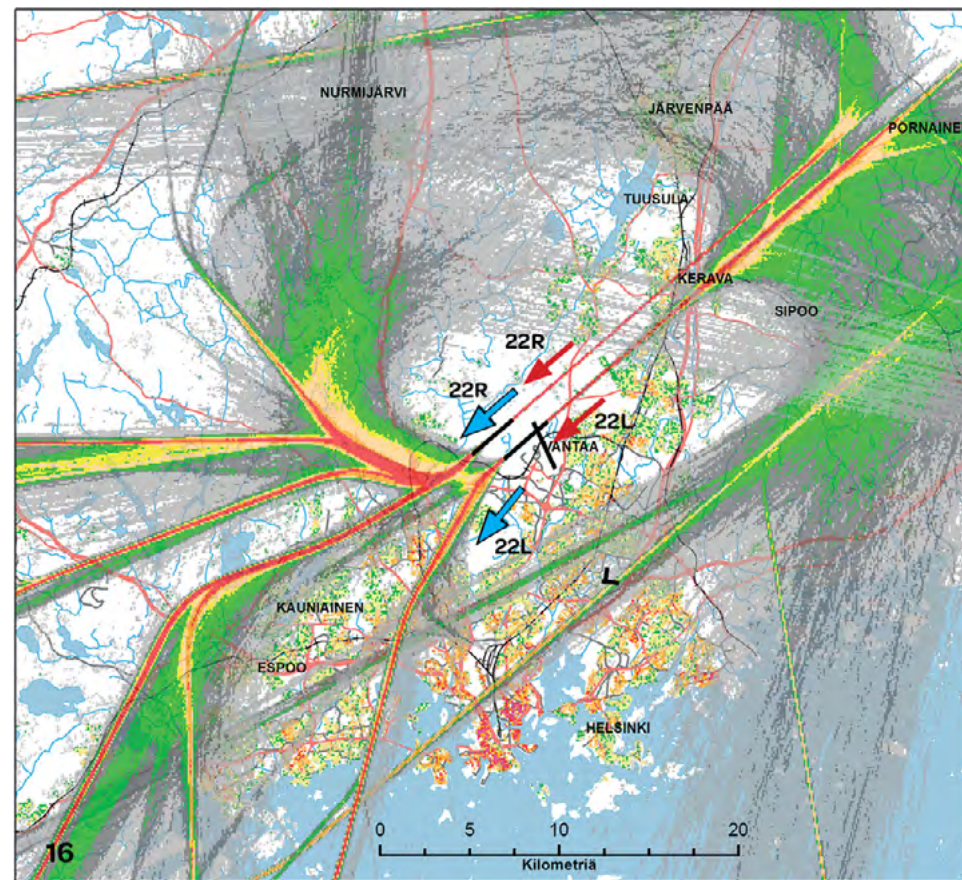 NURMIJÄRVI
JÄRVENPÄÄ
PORNAINE
TUUSULA
KERAVA
SIPOO
22R
22R
22L
VANTAA
22L
KAUNIAINEN
ESPOO
HELSINKI
16
0 5 10 20
Kilometriä